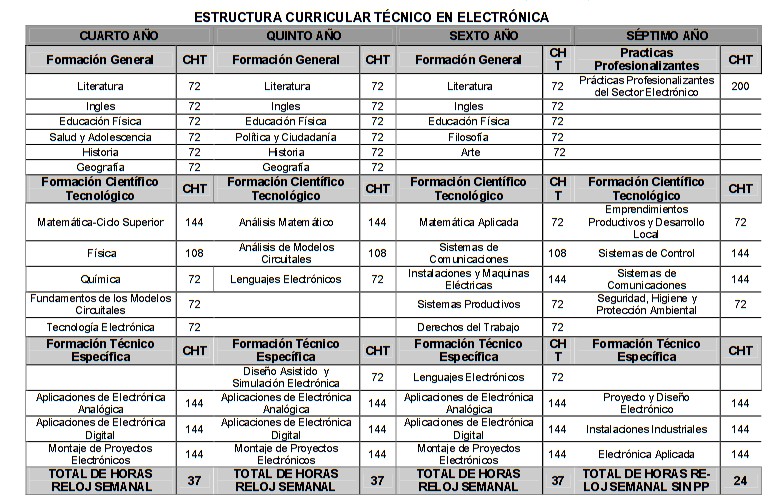 ESTRUCTURA CURRICULAR TÉCNICO EN ELECTRÓNICA
CUARTO AÑO QUINTO AÑO SEXTO AÑO SÉPTIMO AÑO
Formación General CHT Formación General CHT Formación General CH T Practicas Profesionalizantes CHT
Literatura 72 Literatura 72 Literatura 72 Prácticas Profesionalizantes del Sector Electrónico 200
Ingles 72 Ingles 72 Ingles 72
Educación Física 72 Educación Física 72 Educación Física 72
Salud y Adolescencia 72 Política y Ciudadanía 72 Filosofía 72
Historia 72 Historia 72 Arte 72
Geografía 72 Geografía 72
Formación Científico Tecnológico CHT Formación Científico Tecnológico CHT Formación Científico Tecnológico CH T Formación Científico Tecnológico CHT
Matemática-Ciclo Superior 144 Análisis Matemático 144 Matemática Aplicada 72 Emprendimientos Productivos y Desarrollo Local 72
Física 108 Análisis de Modelos Circuitales 108 Sistemas de Comunicaciones 108 Sistemas de Control 144
Química 72 Lenguajes Electrónicos 72 Instalaciones y Maquinas Eléctricas 144 Sistemas de Comunicaciones 144
Fundamentos de los Modelos Circuitales 72 Sistemas Productivos 72 Seguridad, Higiene y Protección Ambiental 72
Tecnología Electrónica 72 Derechos del Trabajo 72
Formación Técnico Específica CHT Formación Técnico Específica CHT Formación Técnico Específica CH T Formación Técnico Específica CHT
Diseño Asistido y Simulación Electrónica 72 Lenguajes Electrónicos 72
Aplicaciones de Electrónica Analógica 144 Aplicaciones de Electrónica Analógica 144 Aplicaciones de Electrónica Analógica 144 Proyecto y Diseño Electrónico 144
Aplicaciones de Electrónica Digital 144 Aplicaciones de Electrónica Digital 144 Aplicaciones de Electrónica Digital 144 Instalaciones Industriales 144
Montaje de Proyectos Electrónicos 144 Montaje de Proyectos Electrónicos 144 Montaje de Proyectos Electrónicos 144 Electrónica Aplicada 144
TOTAL DE HORAS RELOJ SEMANAL 37 TOTAL DE HORAS RELOJ SEMANAL 37 TOTAL DE HORAS RELOJ SEMANAL 37 TOTAL DE HORAS RE-LOJ SEMANAL SIN PP 24